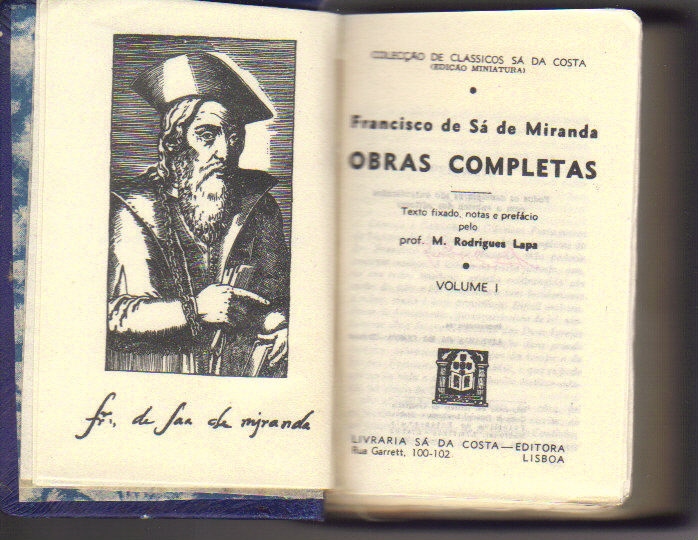 fr., de saa de miranda
COLECÇÃO DE CLASSICOS SÁ DA COSTA
(EDIÇÃO MINIATURA)
Francisco de Sá de Miranda
OBRAS COMPLETAS
Texto fixado, notas e prefácio
pelo
prof. M. Rodrigues Lapa
VOLUME I
LIVRARIA SÁ DA COSTA — EDITORA
Rua Garrett, 100-102 LISBOA